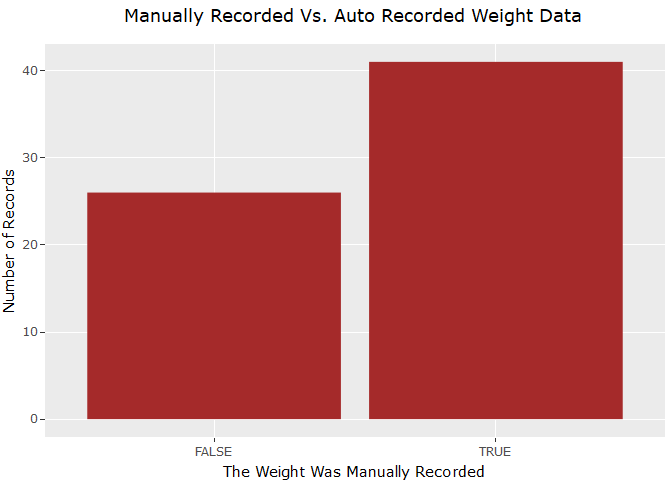 Manually Recorded Vs. Auto Recorded Weight Data
Number of Records
40
30
20
10
0
FALSE TRUE
The Weight Was Manually Recorded